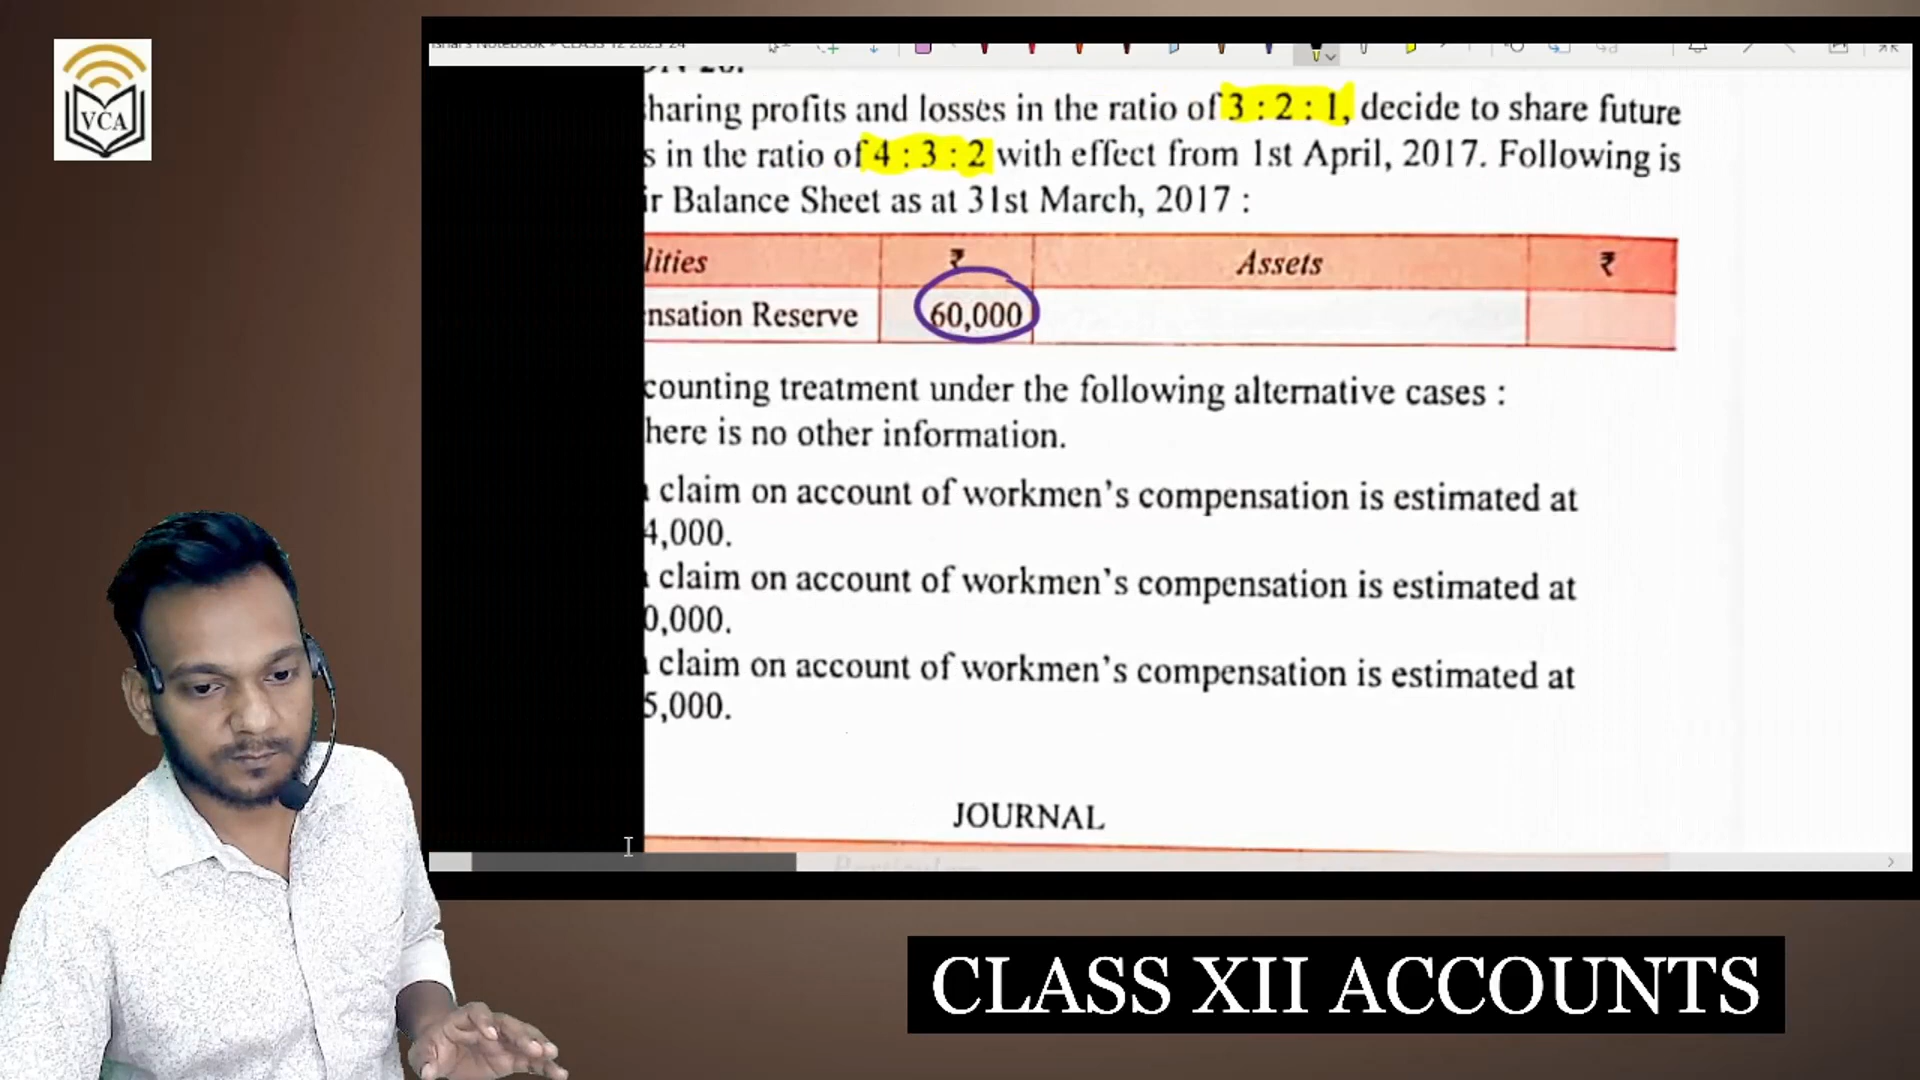 VCA
sharing profits and losses in the ratio of 3 : 2 : 1, decide to share future
s in the ratio of 4 : 3 : 2 with effect from 1st April, 2017. Following is
ir Balance Sheet as at 31st March, 2017 :
lities ₹ Assets ₹
nsation Reserve 60,000
counting treatment under the following alternative cases :
here is no other information.
claim on account of workmen's compensation is estimated at
4,000.
claim on account of workmen's compensation is estimated at
0,000.
claim on account of workmen's compensation is estimated at
5,000.
JOURNAL
Particulars
CLASS XII ACCOUNTS